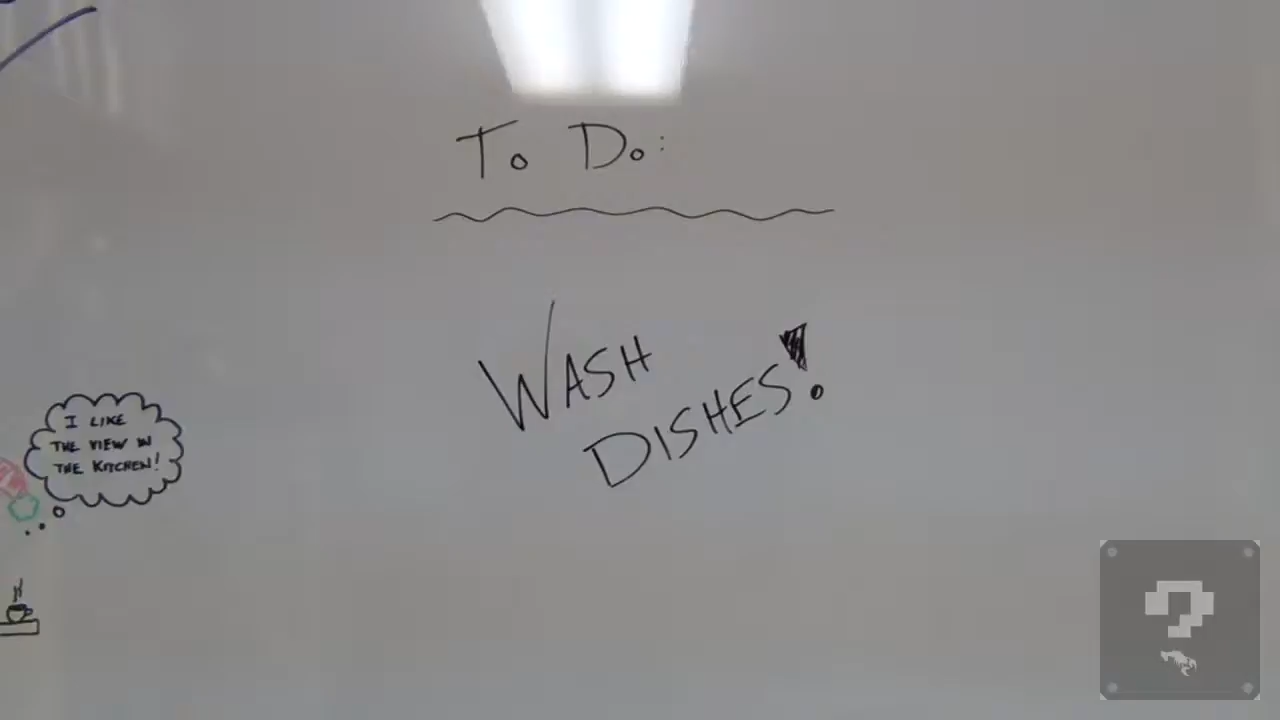 To Do:
WASH
DISHES!
I LIKE
THE VIEW IN
THE KITCHEN!
?